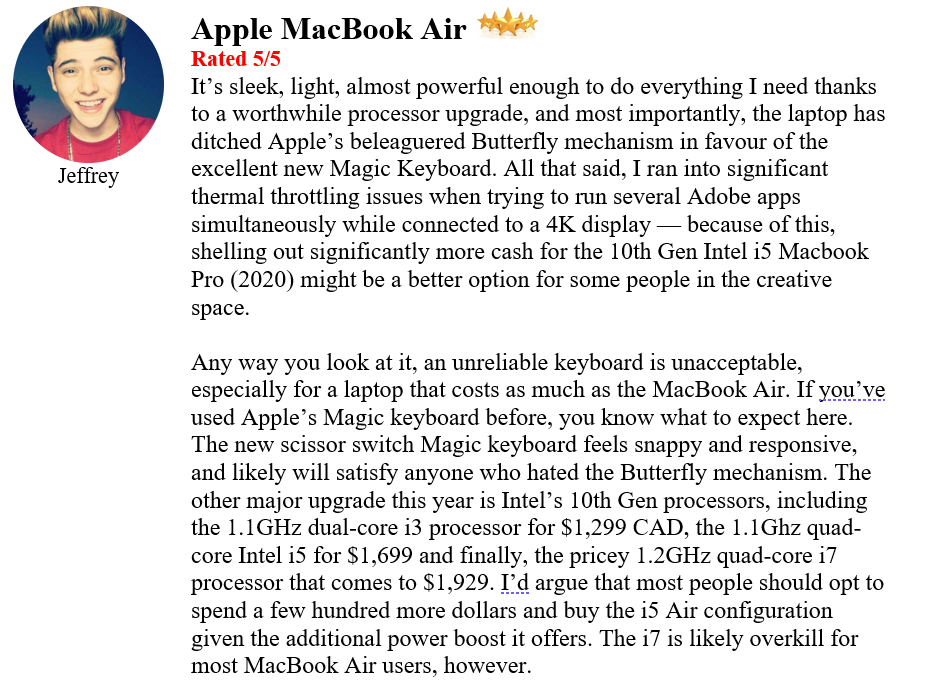 Apple MacBook Air
Rated 5/5
It’s sleek, light, almost powerful enough to do everything I need thanks
to a worthwhile processor upgrade, and most importantly, the laptop has
ditched Apple’s beleaguered Butterfly mechanism in favour of the
excellent new Magic Keyboard. All that said, I ran into significant
thermal throttling issues when trying to run several Adobe apps
simultaneously while connected to a 4K display — because of this,
shelling out significantly more cash for the 10th Gen Intel i5 Macbook
Pro (2020) might be a better option for some people in the creative
space.
Jeffrey
Any way you look at it, an unreliable keyboard is unacceptable,
especially for a laptop that costs as much as the MacBook Air. If you’ve
used Apple’s Magic keyboard before, you know what to expect here.
The new scissor switch Magic keyboard feels snappy and responsive,
and likely will satisfy anyone who hated the Butterfly mechanism. The
other major upgrade this year is Intel’s 10th Gen processors, including
the 1.1GHz dual-core i3 processor for $1,299 CAD, the 1.1Ghz quad-
core Intel i5 for $1,699 and finally, the pricey 1.2GHz quad-core i7
processor that comes to $1,929. I’d argue that most people should opt to
spend a few hundred more dollars and buy the i5 Air configuration
given the additional power boost it offers. The i7 is likely overkill for
most MacBook Air users, however.